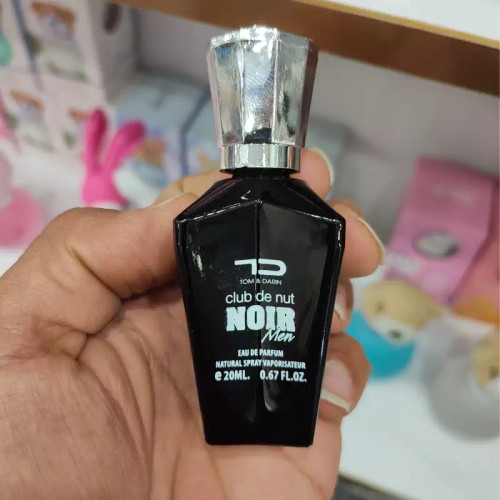 TD
TOM & DARIN
club de nut
NOIR
Men
EAU DE PARFUM
NATURAL SPRAY VAPORISATEUR
e 20ML. 0.67 FL.OZ.